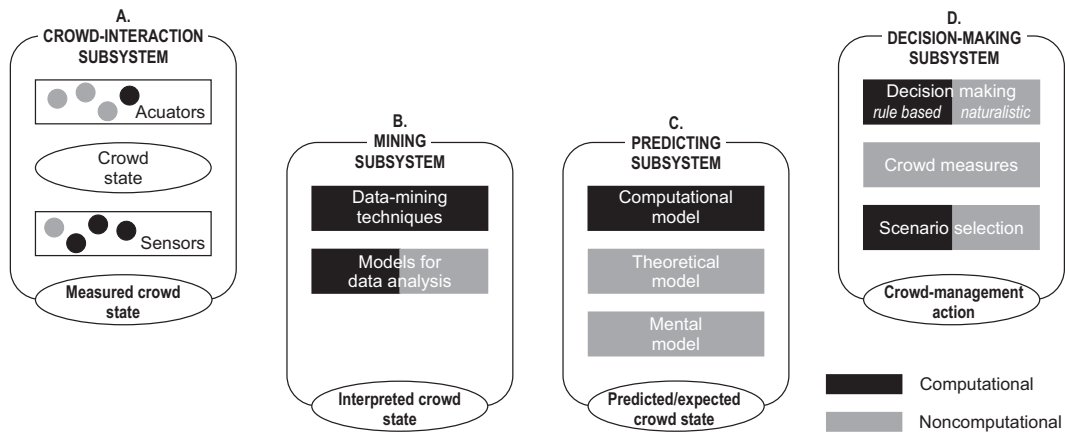 A.
CROWD-INTERACTION
SUBSYSTEM
Acuators
Crowd
state
Sensors
Measured crowd
state
B.
MINING
SUBSYSTEM
Data-mining
techniques
Models for
data analysis
Interpreted crowd
state
C.
PREDICTING
SUBSYSTEM
Computational
model
Theoretical
model
Mental
model
Predicted/expected
crowd state
D.
DECISION-MAKING
SUBSYSTEM
Decision making
rule based naturalistic
Crowd measures
Scenario selection
Crowd-management
action
Computational
Noncomputational